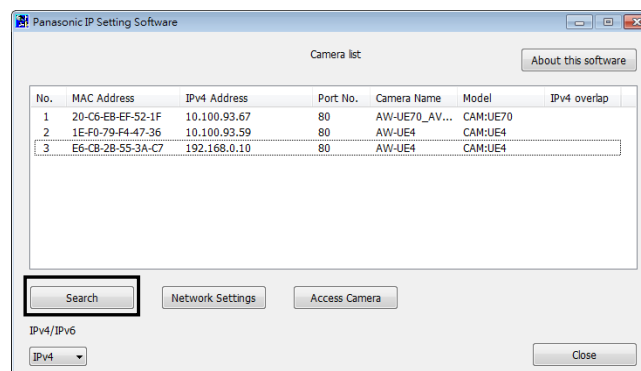 Panasonic IP Setting Software
Camera list
About this software
No. MAC Address IPv4 Address Port No. Camera Name Model IPv4 overlap
1 20-C6-EB-EF-52-1F 10.100.93.67 80 AW-UE70_AV... CAM:UE70
2 1E-F0-79-F4-47-36 10.100.93.59 80 AW-UE4 CAM:UE4
3 E6-CB-2B-55-3A-C7 192.168.0.10 80 AW-UE4 CAM:UE4
Search Network Settings Access Camera
IPv4/IPv6
IPv4 Close